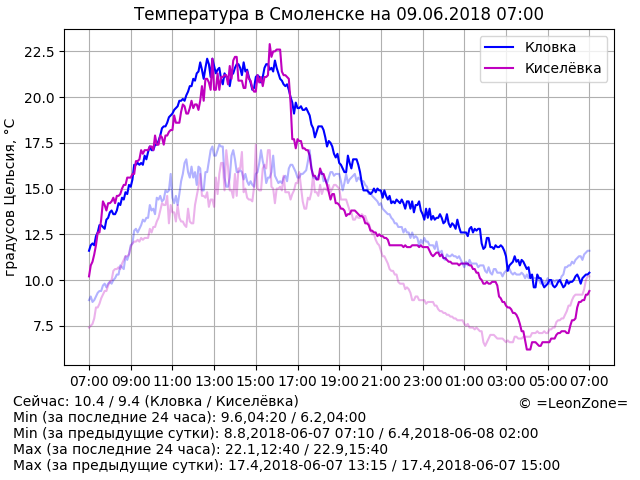 Температура в Смоленске на 09.06.2018 07:00
Кловка
Киселёвка
градусов Цельсия, °C
22.5
20.0
17.5
15.0
12.5
10.0
7.5
07:00 09:00 11:00 13:00 15:00 17:00 19:00 21:00 23:00 01:00 03:00 05:00 07:00
Сейчас: 10.4 / 9.4 (Кловка / Киселёвка)
© =LeonZone=
Min (за последние 24 часа): 9.6,04:20 / 6.2,04:00
Min (за предыдущие сутки): 8.8,2018-06-07 07:10 / 6.4,2018-06-08 02:00
Max (за последние 24 часа): 22.1,12:40 / 22.9,15:40
Max (за предыдущие сутки): 17.4,2018-06-07 13:15 / 17.4,2018-06-07 15:00